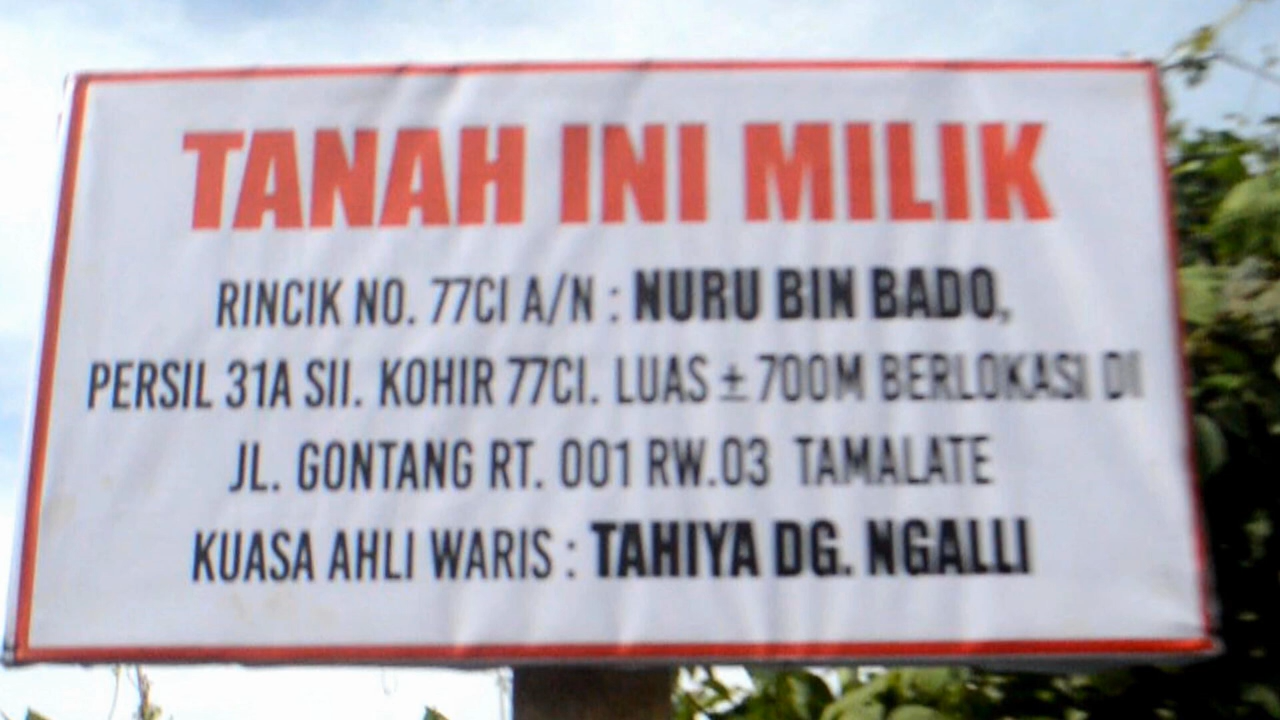 TANAH INI MILIK
RINCIK NO. 77CI A/N : NURU BIN BADO,
PERSIL 31A SII. KOHIR 77CI. LUAS ± 700M BERLOKASI DI
JL. GONTANG RT. 001 RW.03 TAMALATE
KUASA AHLI WARIS : TAHIYA DG. NGALLI